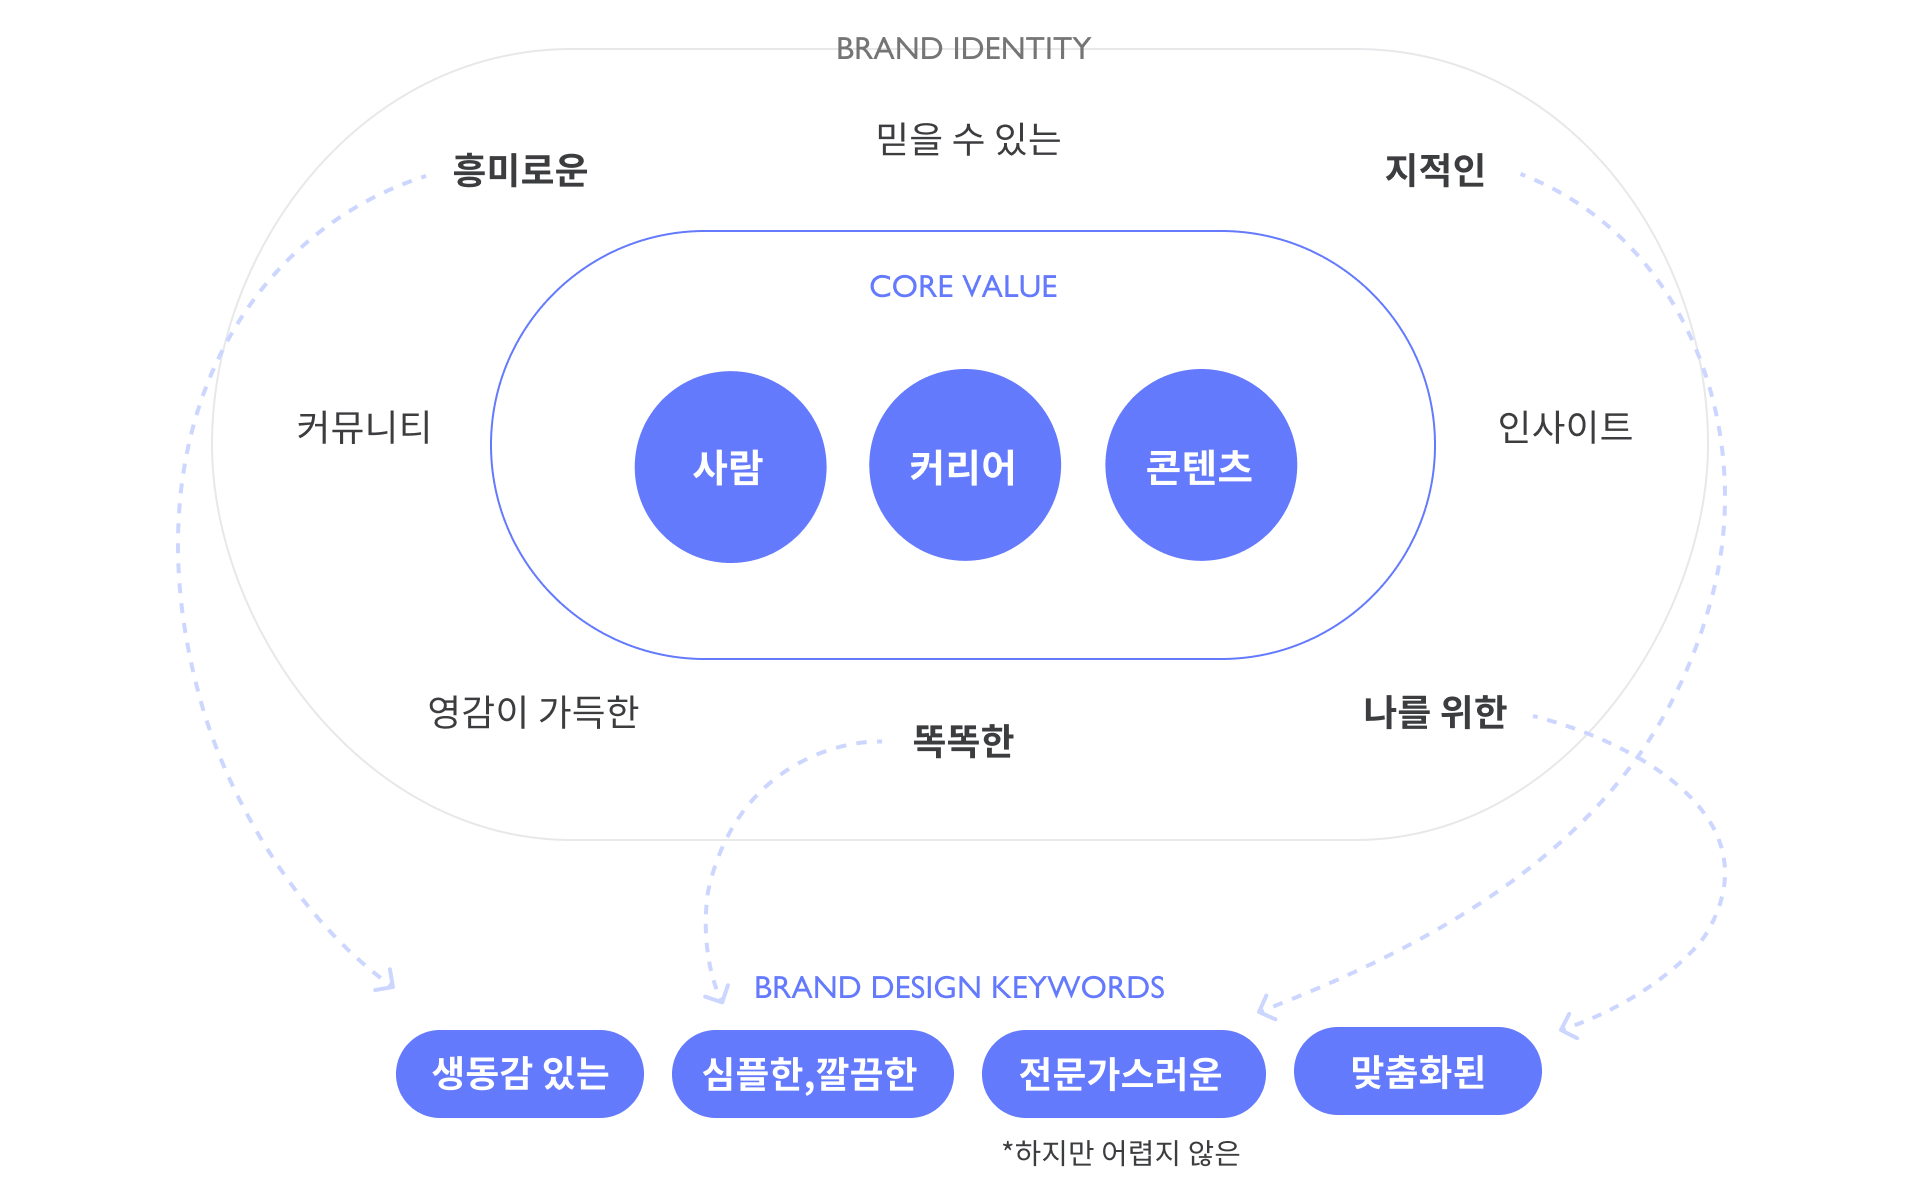 BRAND IDENTITY
믿을 수 있는
흥미로운
지적인
CORE VALUE
커뮤니티
인사이트
사람
커리어
콘텐츠
영감이 가득한
똑똑한
나를 위한
BRAND DESIGN KEYWORDS
생동감 있는
심플한,깔끔한
전문가스러운
맞춤화된
*하지만 어렵지 않은